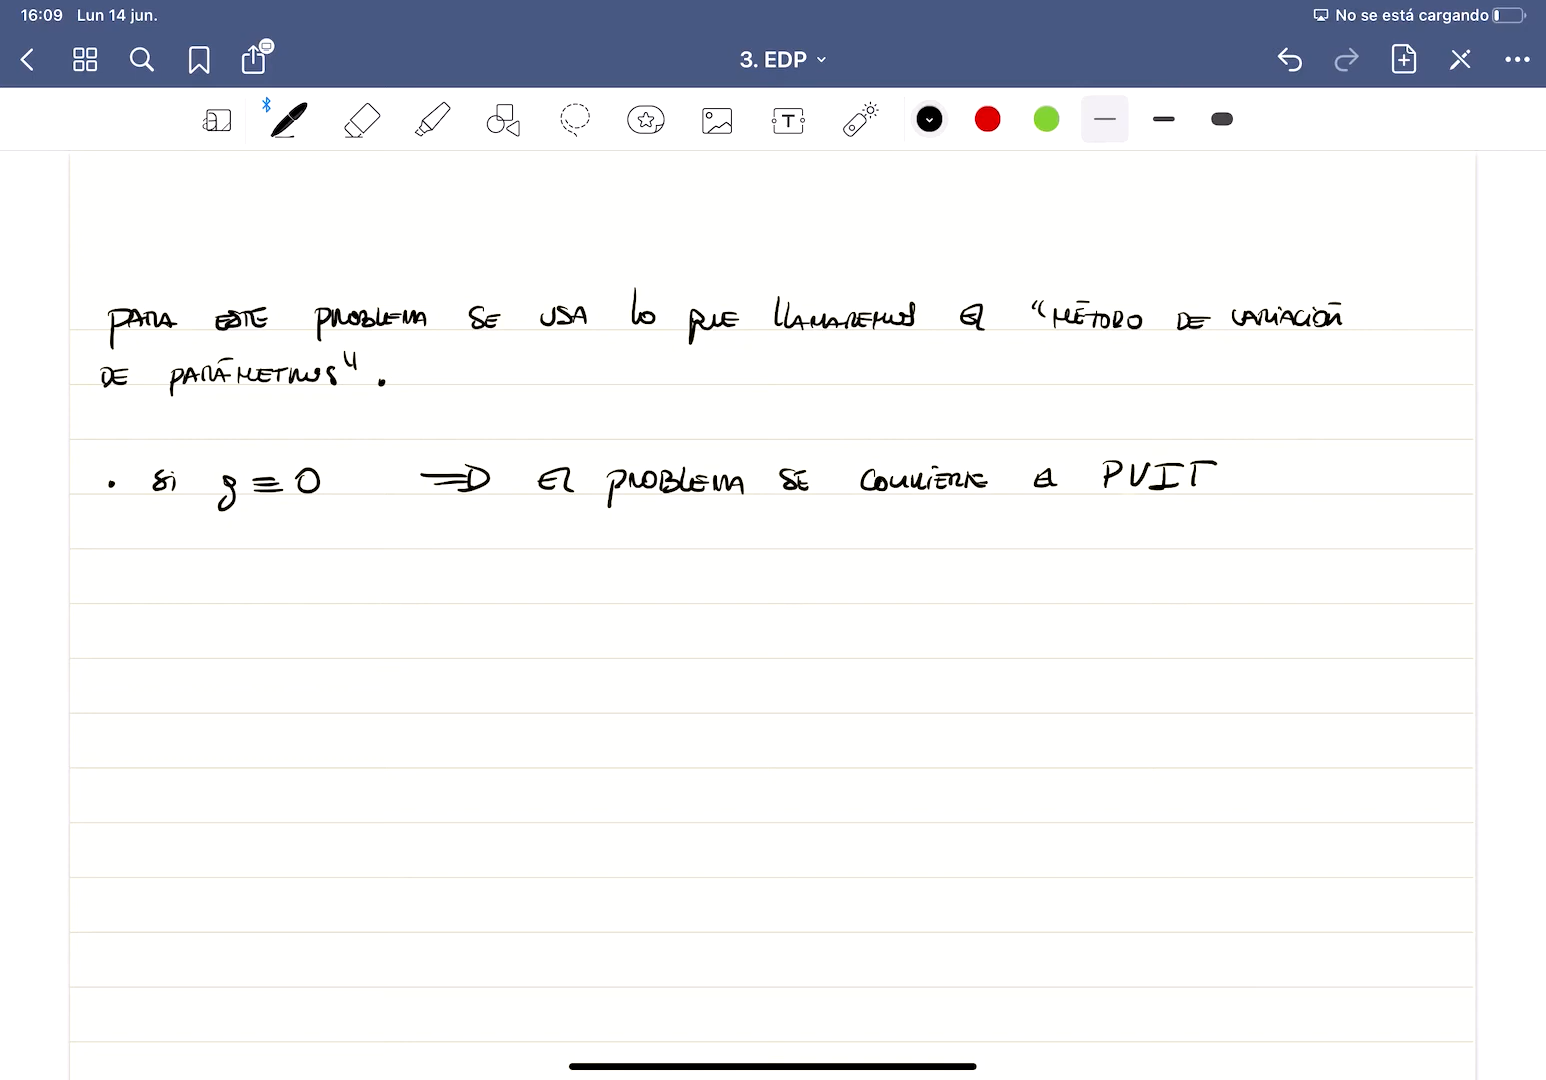 16:09 Lun 14 jun. No se está cargando
3. EDP
PARA ESTE PROBLEMA SE USA LO QUE LLAMAREMOS EL "MÉTODO DE VARIACIÓN
DE PARÁMETROS".
. Si g ≡ 0 ⇒ EL PROBLEMA SE CONVIERTE A PVIT